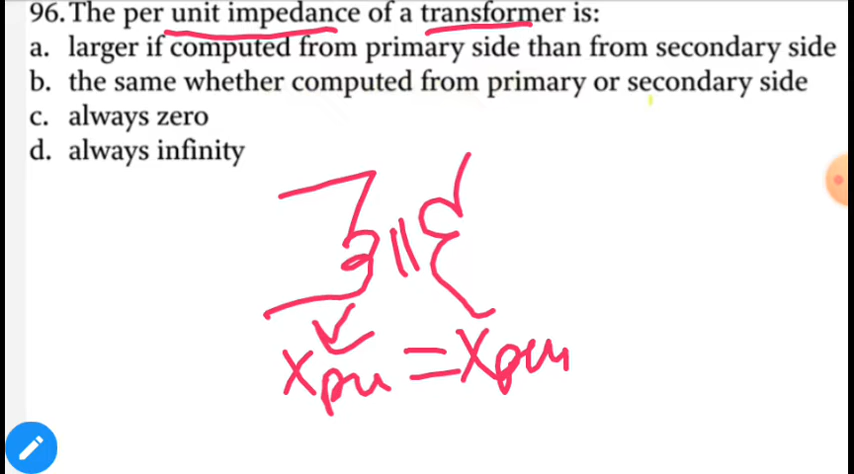 96. The per unit impedance of a transformer is:
a. larger if computed from primary side than from secondary side
b. the same whether computed from primary or secondary side
c. always zero
d. always infinity
Xpu = Xpu